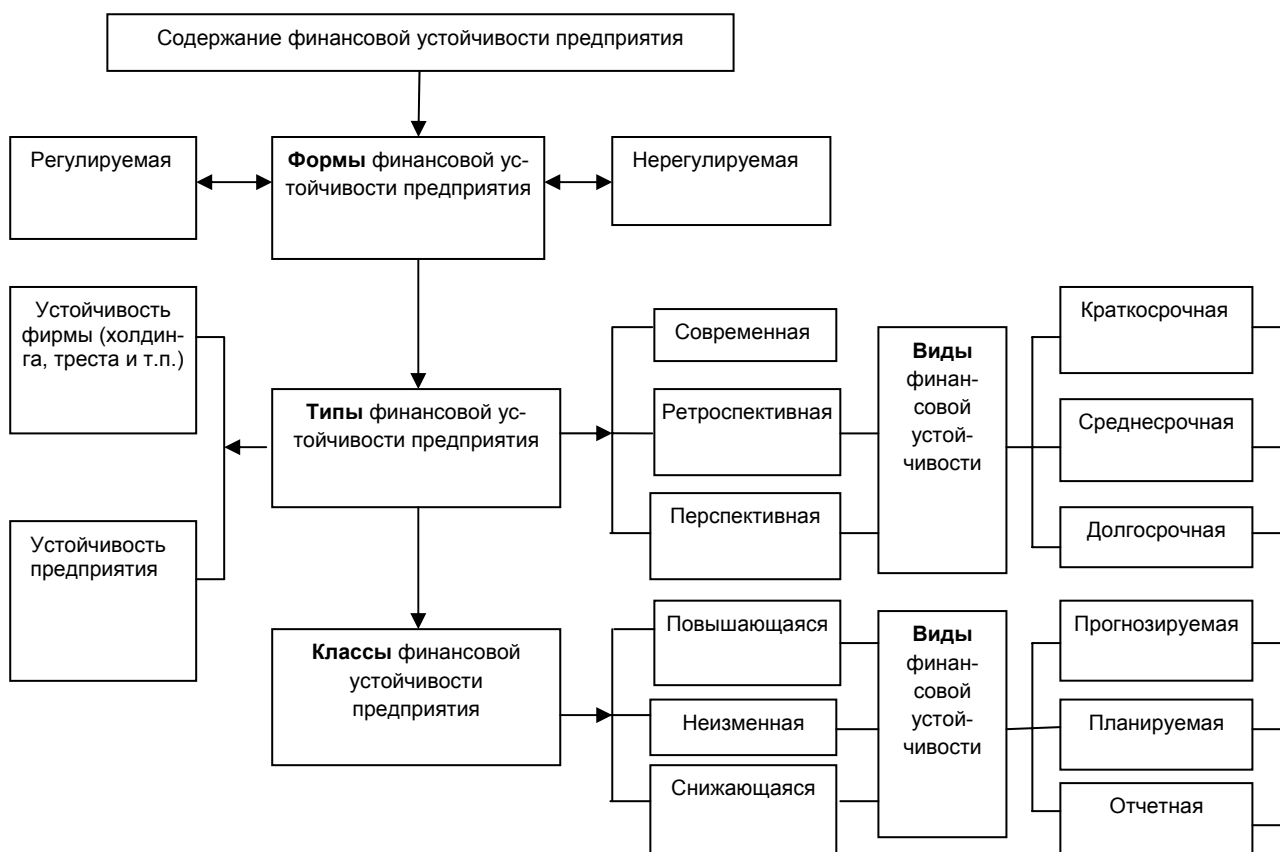 Содержание финансовой устойчивости предприятия
Регулируемая
Формы финансовой ус-
тойчивости предприятия
Нерегулируемая
Устойчивость
фирмы (холдин-
га, треста и т.п.)
Устойчивость
предприятия
Типы финансовой ус-
тойчивости предприятия
Современная
Ретроспективная
Перспективная
Виды
финан-
совой
устой-
чивости
Краткосрочная
Среднесрочная
Долгосрочная
Классы финансовой
устойчивости
предприятия
Повышающаяся
Неизменная
Снижающаяся
Виды
финан-
совой
устой-
чивости
Прогнозируемая
Планируемая
Отчетная